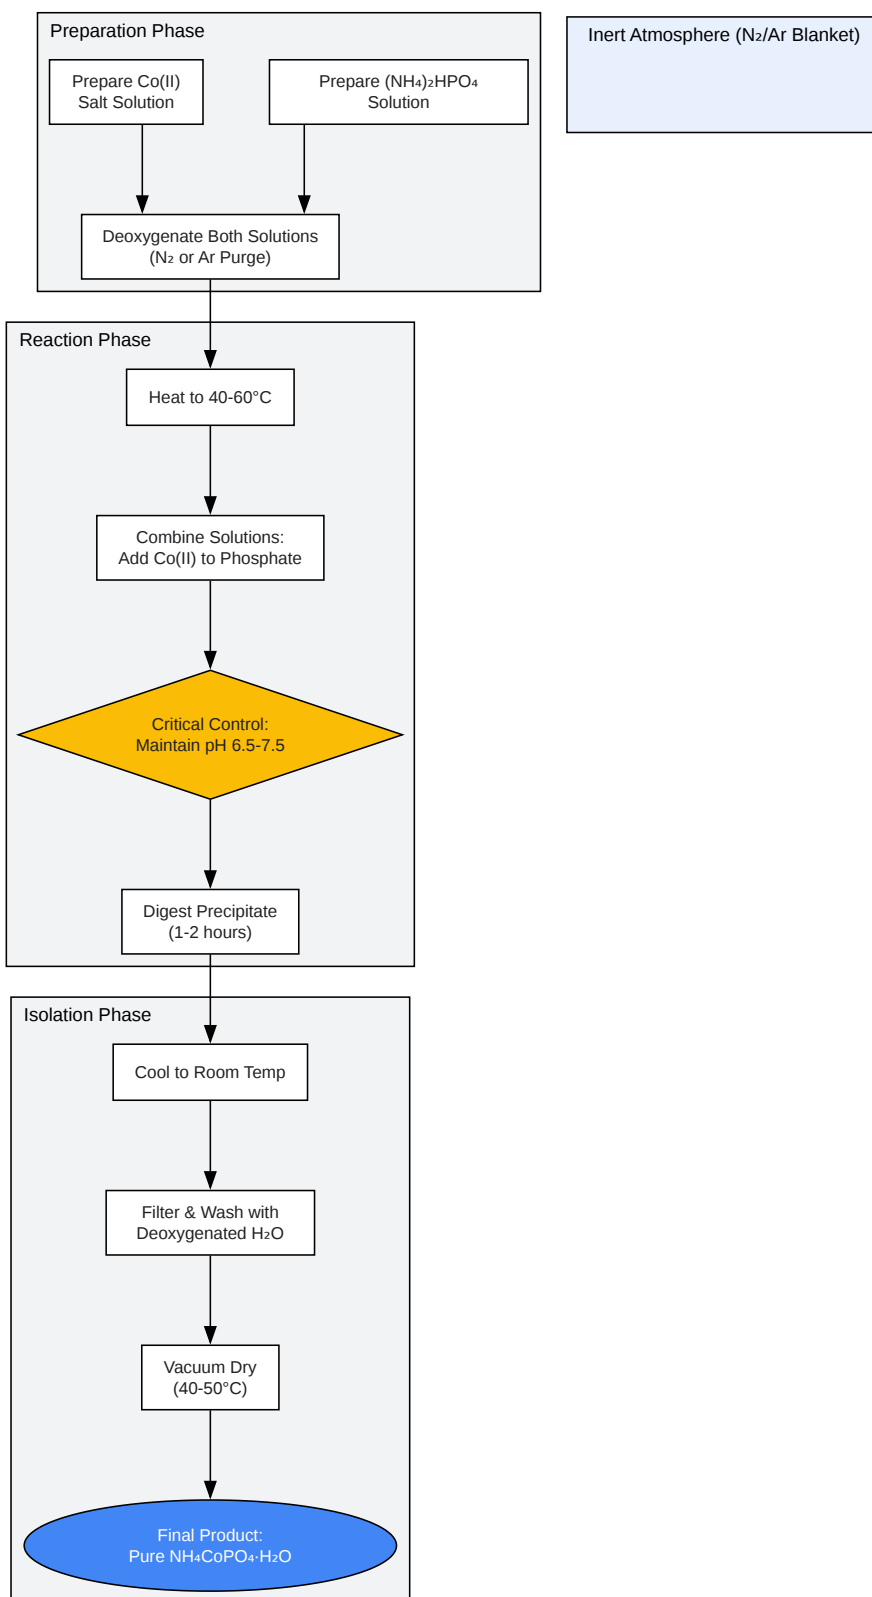 Preparation Phase
Inert Atmosphere (N₂/Ar Blanket)
Prepare Co(II)
Salt Solution
Prepare (NH₄)₂HPO₄
Solution
Deoxygenate Both Solutions
(N₂ or Ar Purge)
Reaction Phase
Heat to 40-60°C
Combine Solutions:
Add Co(II) to Phosphate
Critical Control:
Maintain pH 6.5-7.5
Digest Precipitate
(1-2 hours)
Isolation Phase
Cool to Room Temp
Filter & Wash with
Deoxygenated H₂O
Vacuum Dry
(40-50°C)
Final Product:
Pure NH₄CoPO₄·H₂O